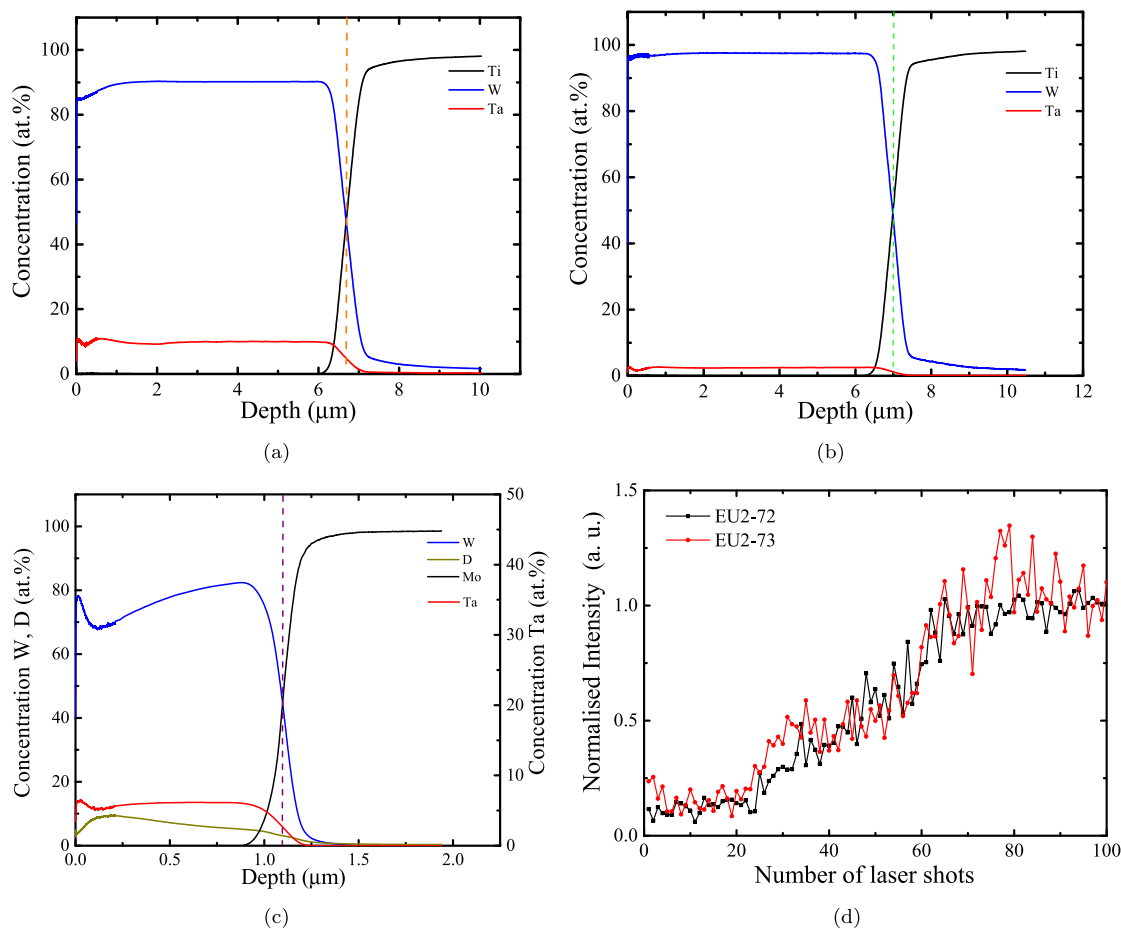 100
80
60
40
20
0
Concentration (at.%)
0 2 4 6 8 10
Depth (μm)
Ti
W
Ta
(a)
100
80
60
40
20
0
Concentration (at.%)
0 2 4 6 8 10 12
Depth (μm)
Ti
W
Ta
(b)
100
80
60
40
20
0
Concentration W, D (at.%)
0.0 0.5 1.0 1.5 2.0
Depth (μm)
W
D
Mo
Ta
50
40
30
20
10
0
Concentration Ta (at.%)
(c)
1.5
1.0
0.5
0.0
Normalised Intensity (a. u.)
0 20 40 60 80 100
Number of laser shots
EU2-72
EU2-73
(d)